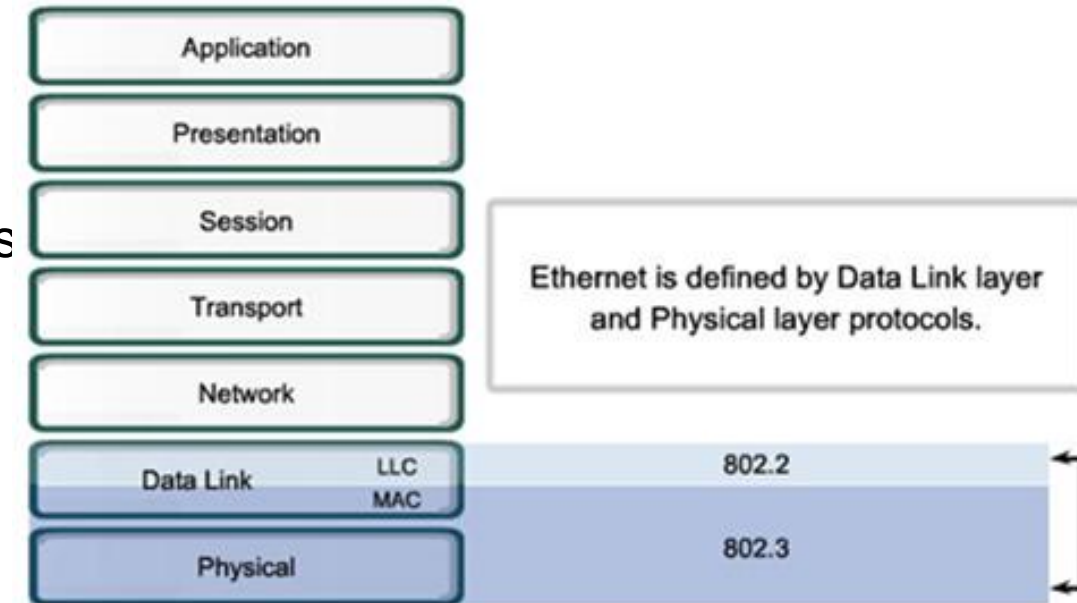 Application
Presentation
s
Session
Ethernet is defined by Data Link layer
and Physical layer protocols.
Transport
Network
Data Link
LLC
MAC
802.2
802.3
Physical